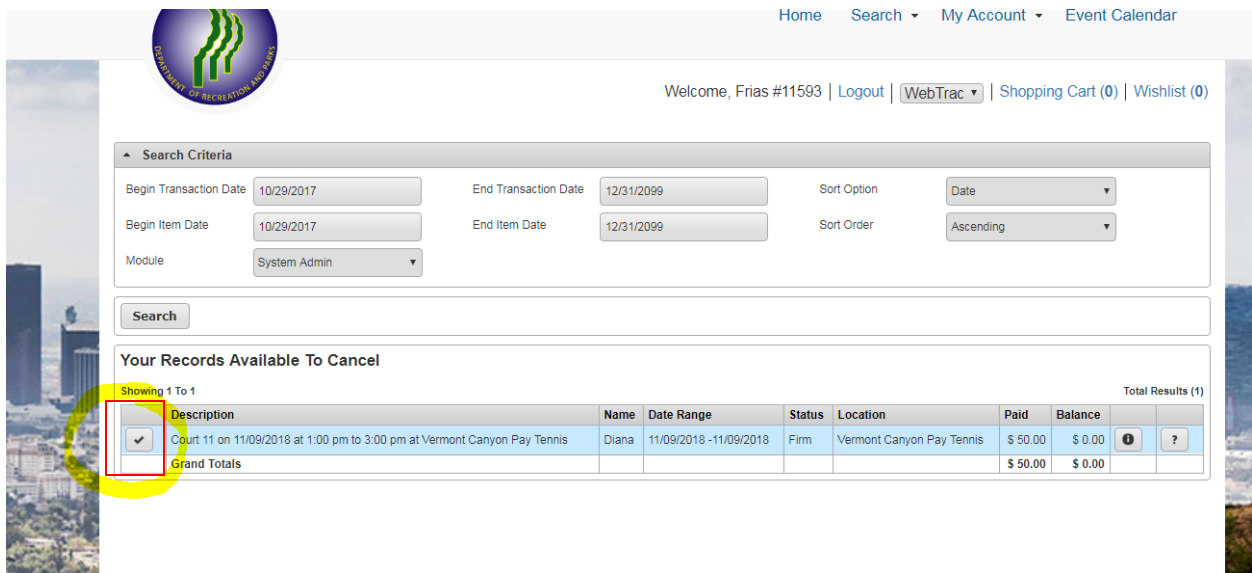 Home Search My Account Event Calendar
DEPARTMENT OF RECREATION AND PARKS
Welcome, Frias #11593 | Logout | WebTrac | Shopping Cart (0) | Wishlist (0)
Search Criteria
Begin Transaction Date 10/29/2017 End Transaction Date 12/31/2099 Sort Option Date
Begin Item Date 10/29/2017 End Item Date 12/31/2099 Sort Order Ascending
Module System Admin
Search
Your Records Available To Cancel
Showing 1 To 1 Total Results (1)
Description Name Date Range Status Location Paid Balance
Court 11 on 11/09/2018 at 1:00 pm to 3:00 pm at Vermont Canyon Pay Tennis Diana 11/09/2018 -11/09/2018 Firm Vermont Canyon Pay Tennis $ 50.00 $ 0.00 ?
Grand Totals $ 50.00 $ 0.00